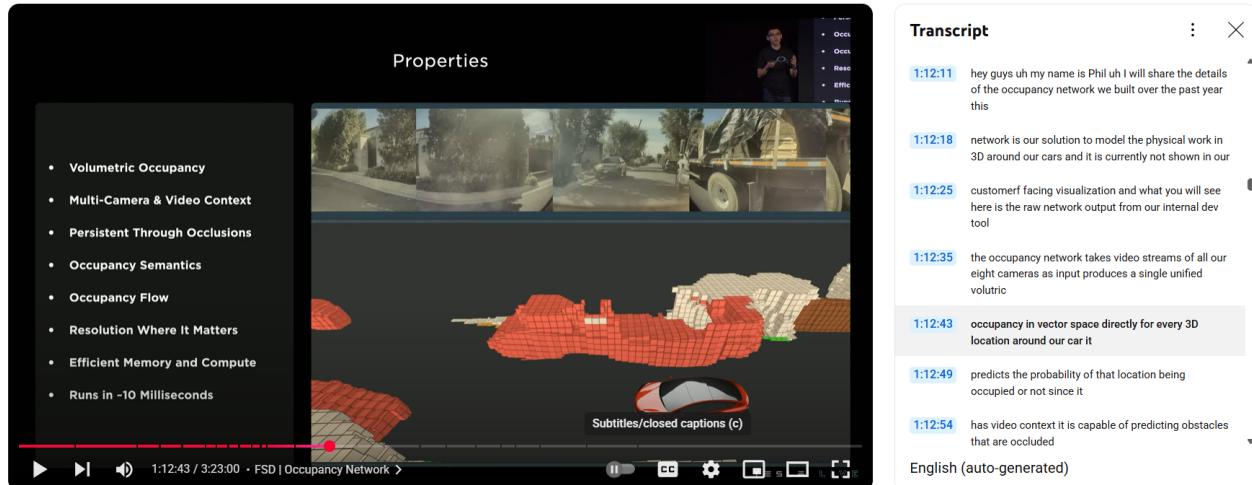 Properties
Occu
Occu
Reso
Effic
• Volumetric Occupancy
• Multi-Camera & Video Context
• Persistent Through Occlusions
• Occupancy Semantics
• Occupancy Flow
• Resolution Where It Matters
• Efficient Memory and Compute
• Runs in ~10 Milliseconds
Subtitles/closed captions (c)
1:12:43 / 3:23:00 • FSD | Occupancy Network >
CC
Transcript
1:12:11 hey guys uh my name is Phil uh I will share the details
of the occupancy network we built over the past year
this
1:12:18 network is our solution to model the physical work in
3D around our cars and it is currently not shown in our
1:12:25 customerf facing visualization and what you will see
here is the raw network output from our internal dev
tool
1:12:35 the occupancy network takes video streams of all our
eight cameras as input produces a single unified
volutric
1:12:43 occupancy in vector space directly for every 3D
location around our car it
1:12:49 predicts the probability of that location being
occupied or not since it
1:12:54 has video context it is capable of predicting obstacles
that are occluded
English (auto-generated)